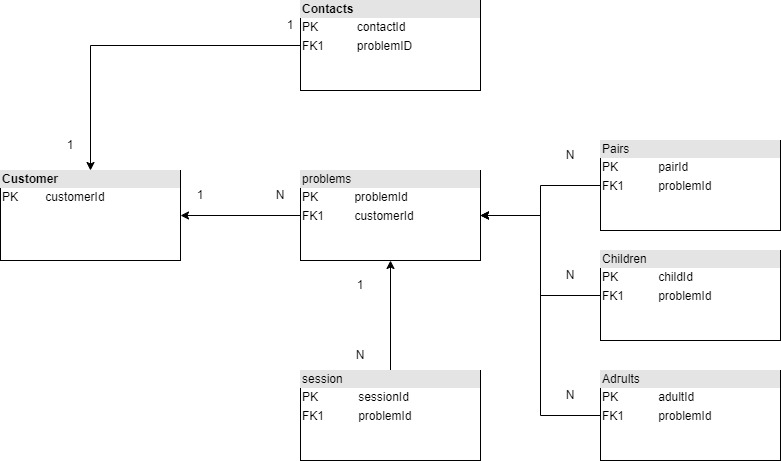 Contacts
PK contactId
FK1 problemID
1
1
Customer
PK customerId
1
N
problems
PK problemId
FK1 customerId
1
N
session
PK sessionId
FK1 problemId
N
Pairs
PK pairId
FK1 problemId
N
Children
PK childId
FK1 problemId
N
Adrults
PK adultId
FK1 problemId